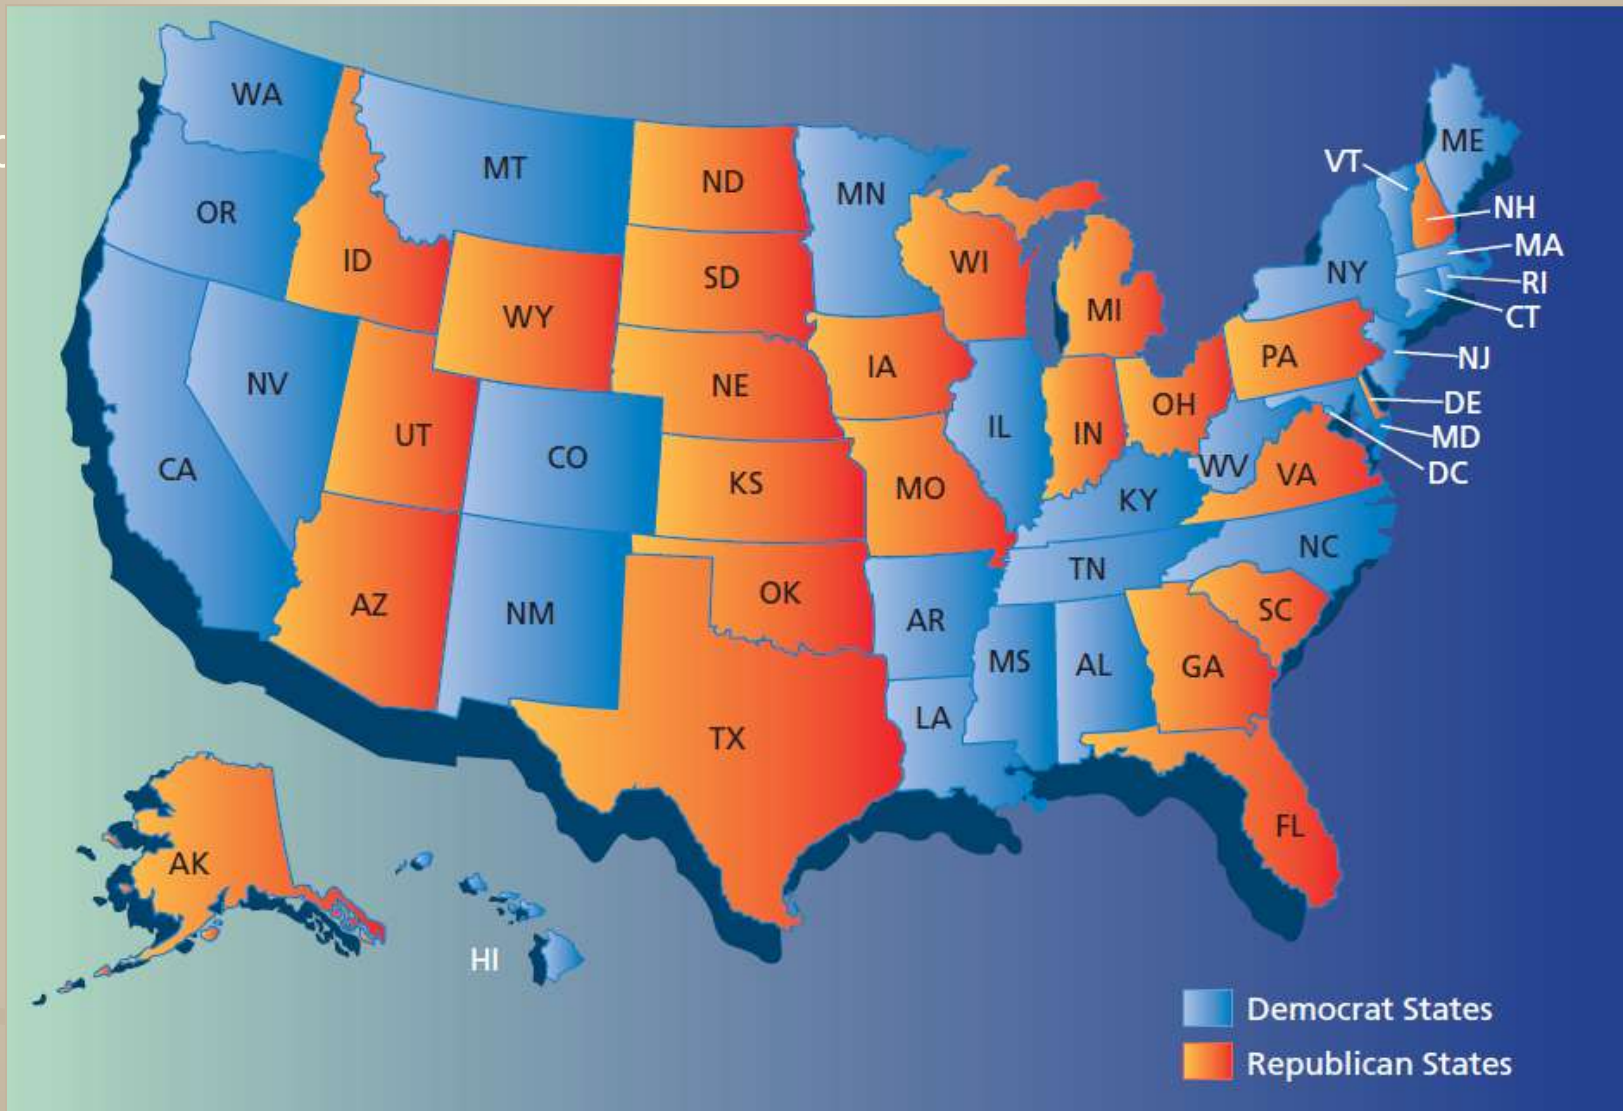 WA
MT
ND
MN
ME
VT
OR
NH
MA
ID
WI
NY
SD
RI
WY
MI
CT
NV
NE
IA
PA
NJ
OH
DE
UT
CO
IL
IN
MD
CA
KS
MO
WV
VA
DC
KY
NC
TN
AZ
NM
OK
AR
SC
MS
AL
GA
LA
TX
FL
AK
HI
Democrat States
Republican States